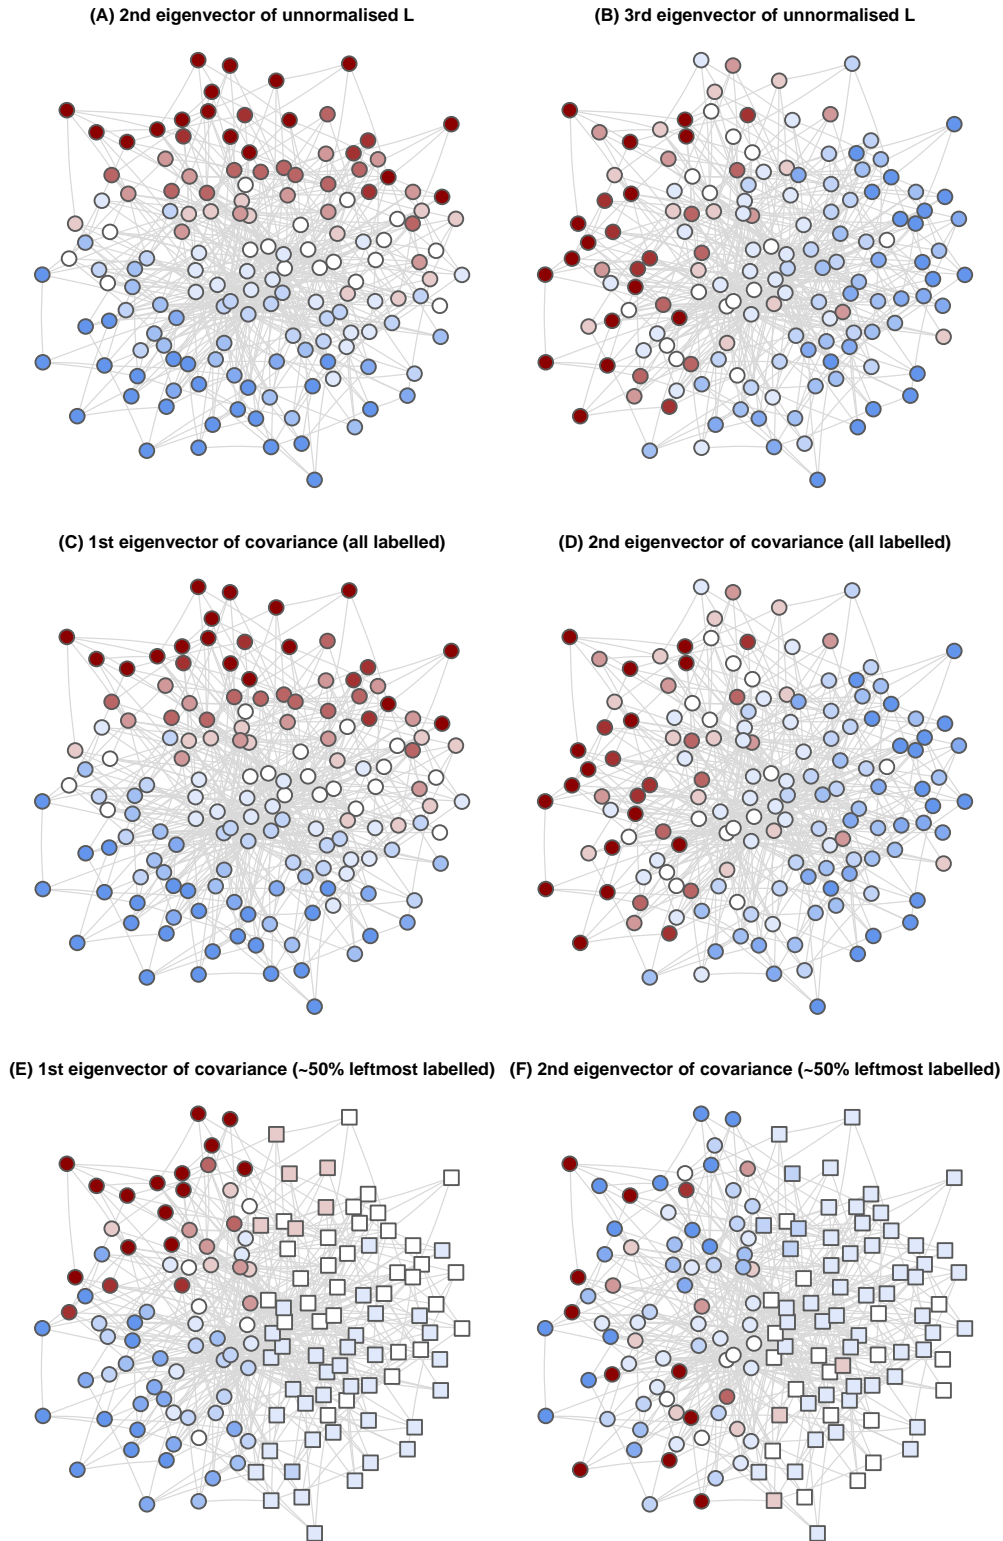 (A) 2nd eigenvector of unnormalised L
(B) 3rd eigenvector of unnormalised L
(C) 1st eigenvector of covariance (all labelled)
(D) 2nd eigenvector of covariance (all labelled)
(E) 1st eigenvector of covariance (~50% leftmost labelled)
(F) 2nd eigenvector of covariance (~50% leftmost labelled)